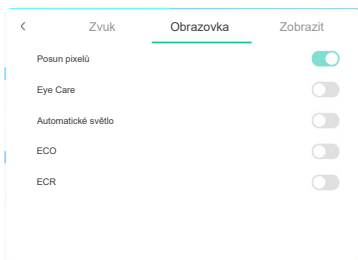 Zvuk Obrazovka Zobrazit
Posun pixelů
Eye Care
Automatické světlo
ECO
ECR